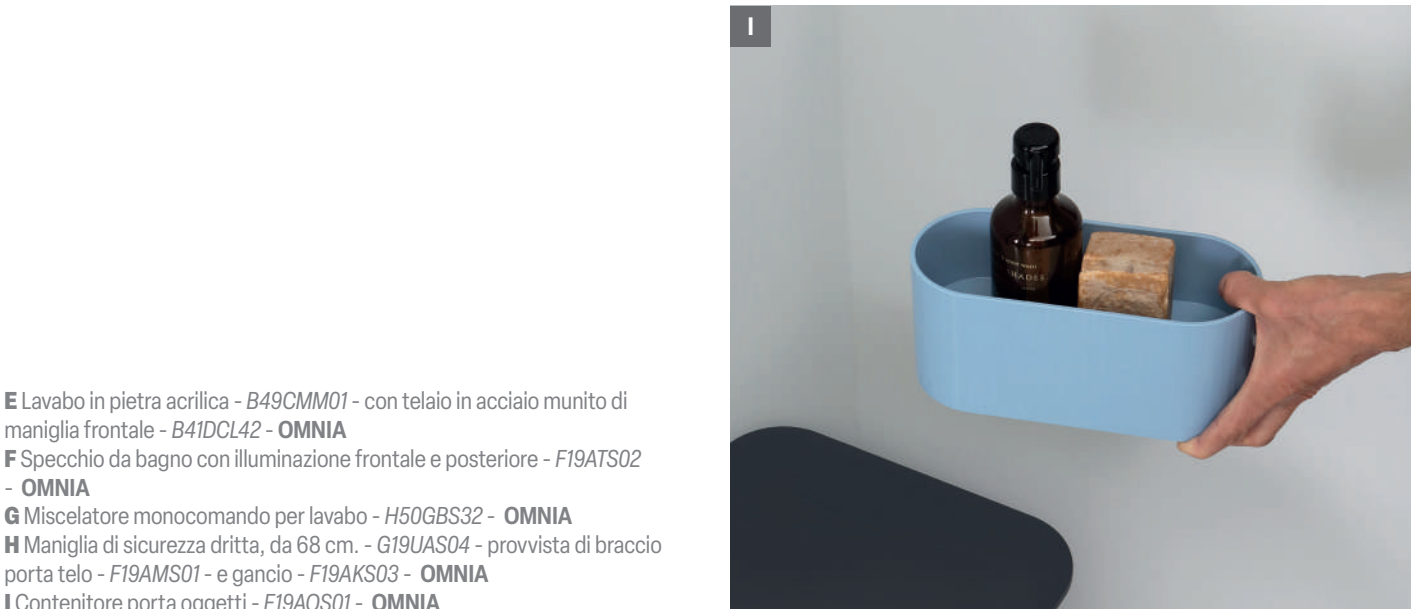 I
SHADES
E Lavabo in pietra acrilica - B49CMM01 - con telaio in acciaio munito di
maniglia frontale - B41DCL42 - OMNIA
F Specchio da bagno con illuminazione frontale e posteriore - F19ATS02
- OMNIA
G Miscelatore monocomando per lavabo - H50GBS32 - OMNIA
H Maniglia di sicurezza dritta, da 68 cm. - G19UAS04 - provvista di braccio
porta telo - F19AMS01 - e gancio - F19AKS03 - OMNIA
I Contenitore porta oggetti - F19AQS01 - OMNIA